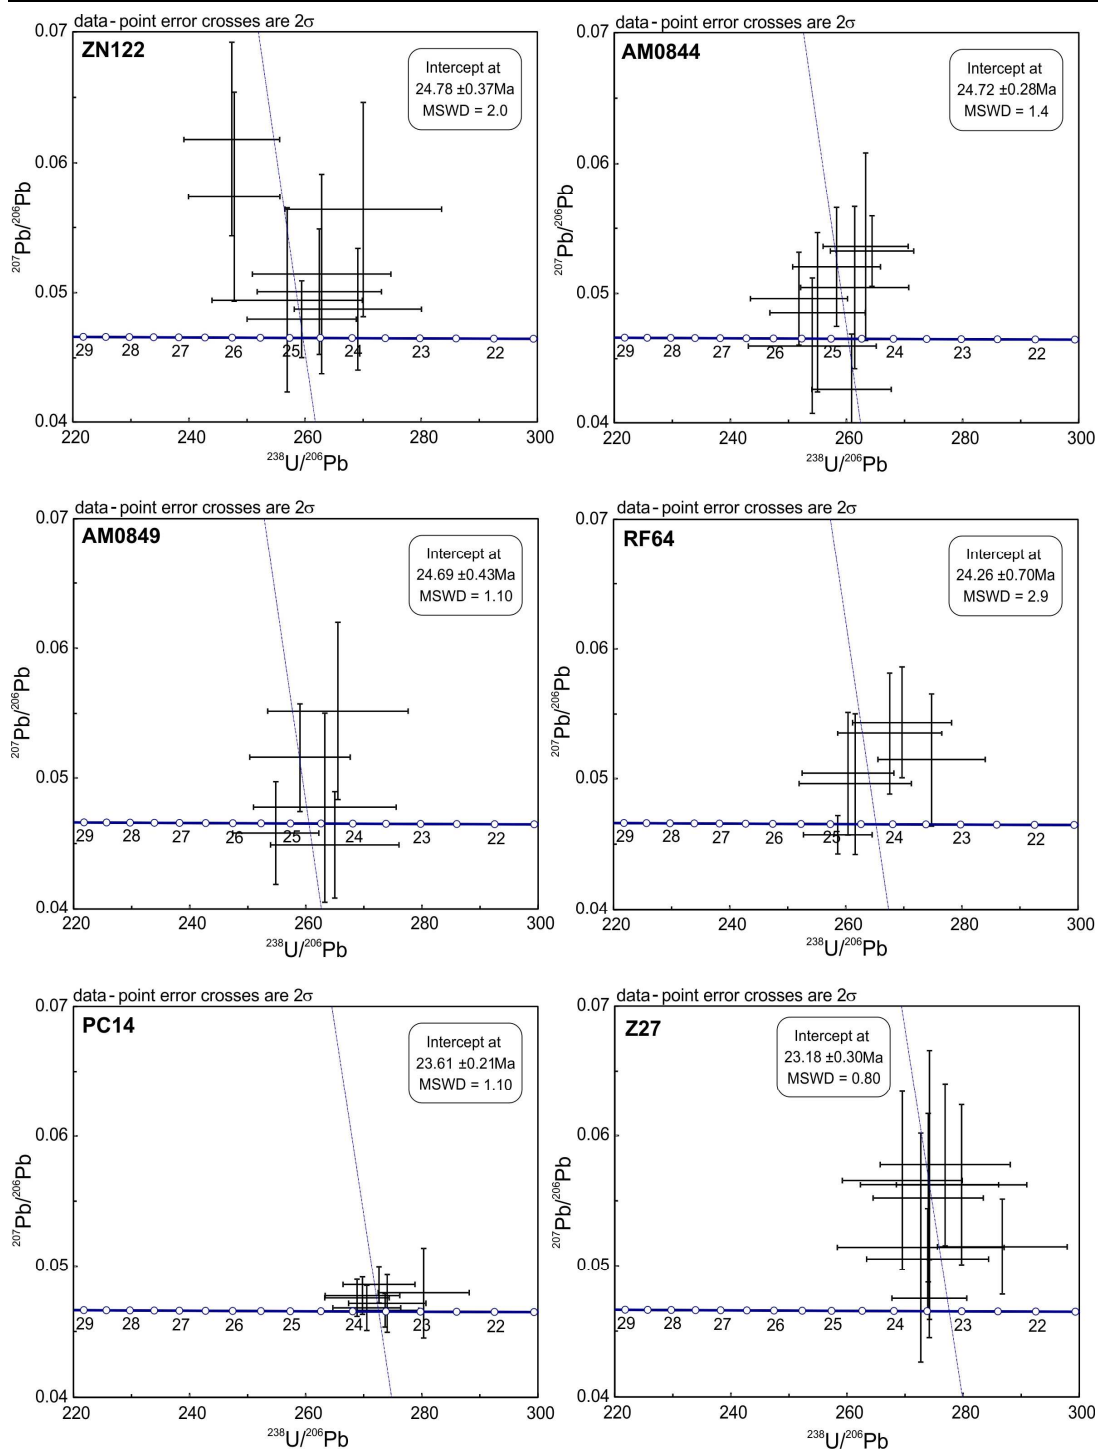 data-point error crosses are 2σ
ZN122
Intercept at
24.78 ±0.37Ma
MSWD = 2.0
0.07
0.06
0.05
0.04
207Pb/206Pb
29 28 27 26 25 24 23 22
220 240 260 280 300
238U/206Pb
data-point error crosses are 2σ
AM0844
Intercept at
24.72 ±0.28Ma
MSWD = 1.4
0.07
0.06
0.05
0.04
207Pb/206Pb
29 28 27 26 25 24 23 22
220 240 260 280 300
238U/206Pb
data-point error crosses are 2σ
AM0849
Intercept at
24.69 ±0.43Ma
MSWD = 1.10
0.07
0.06
0.05
0.04
207Pb/206Pb
29 28 27 26 25 24 23 22
220 240 260 280 300
238U/206Pb
data-point error crosses are 2σ
RF64
Intercept at
24.26 ±0.70Ma
MSWD = 2.9
0.07
0.06
0.05
0.04
207Pb/206Pb
29 28 27 26 25 24 23 22
220 240 260 280 300
238U/206Pb
data-point error crosses are 2σ
PC14
Intercept at
23.61 ±0.21Ma
MSWD = 1.10
0.07
0.06
0.05
0.04
207Pb/206Pb
29 28 27 26 25 24 23 22
220 240 260 280 300
238U/206Pb
data-point error crosses are 2σ
Z27
Intercept at
23.18 ±0.30Ma
MSWD = 0.80
0.07
0.06
0.05
0.04
207Pb/206Pb
29 28 27 26 25 24 23 22
220 240 260 280 300
238U/206Pb